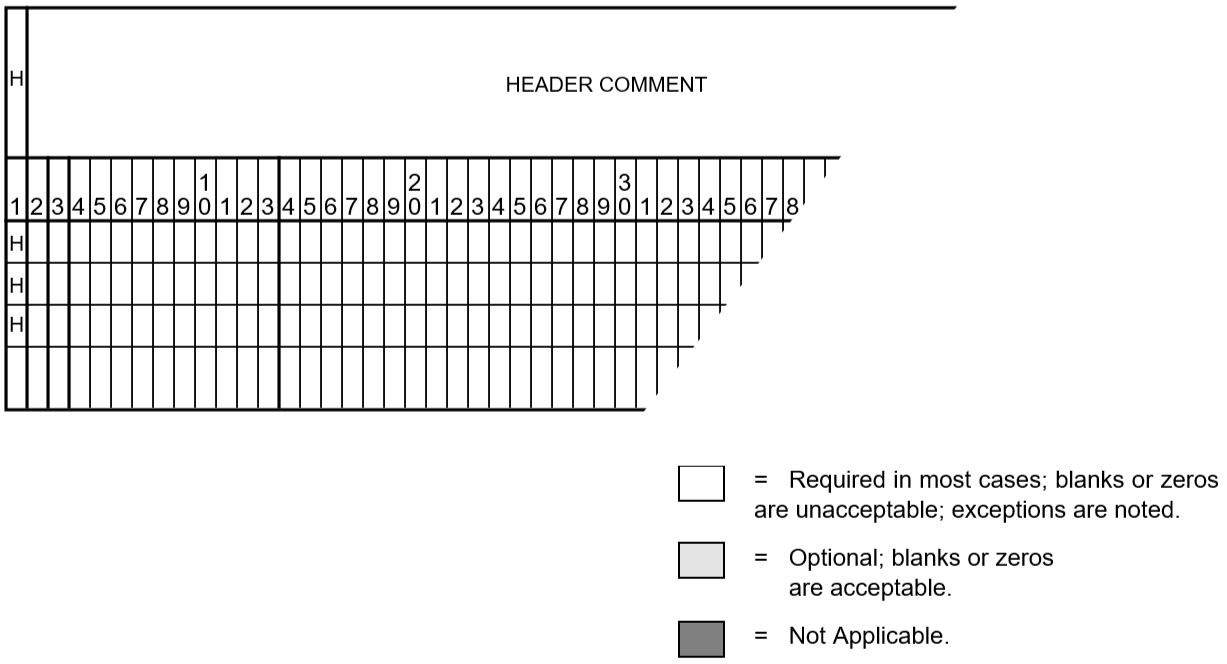 H
HEADER COMMENT
1 2 3
1 2 3 4 5 6 7 8 9 0 1 2 3 4 5 6 7 8 9 0 1 2 3 4 5 6 7 8 9 0 1 2 3 4 5 6 7 8
H
H
H
= Required in most cases; blanks or zeros
are unacceptable; exceptions are noted.
= Optional; blanks or zeros
are acceptable.
= Not Applicable.